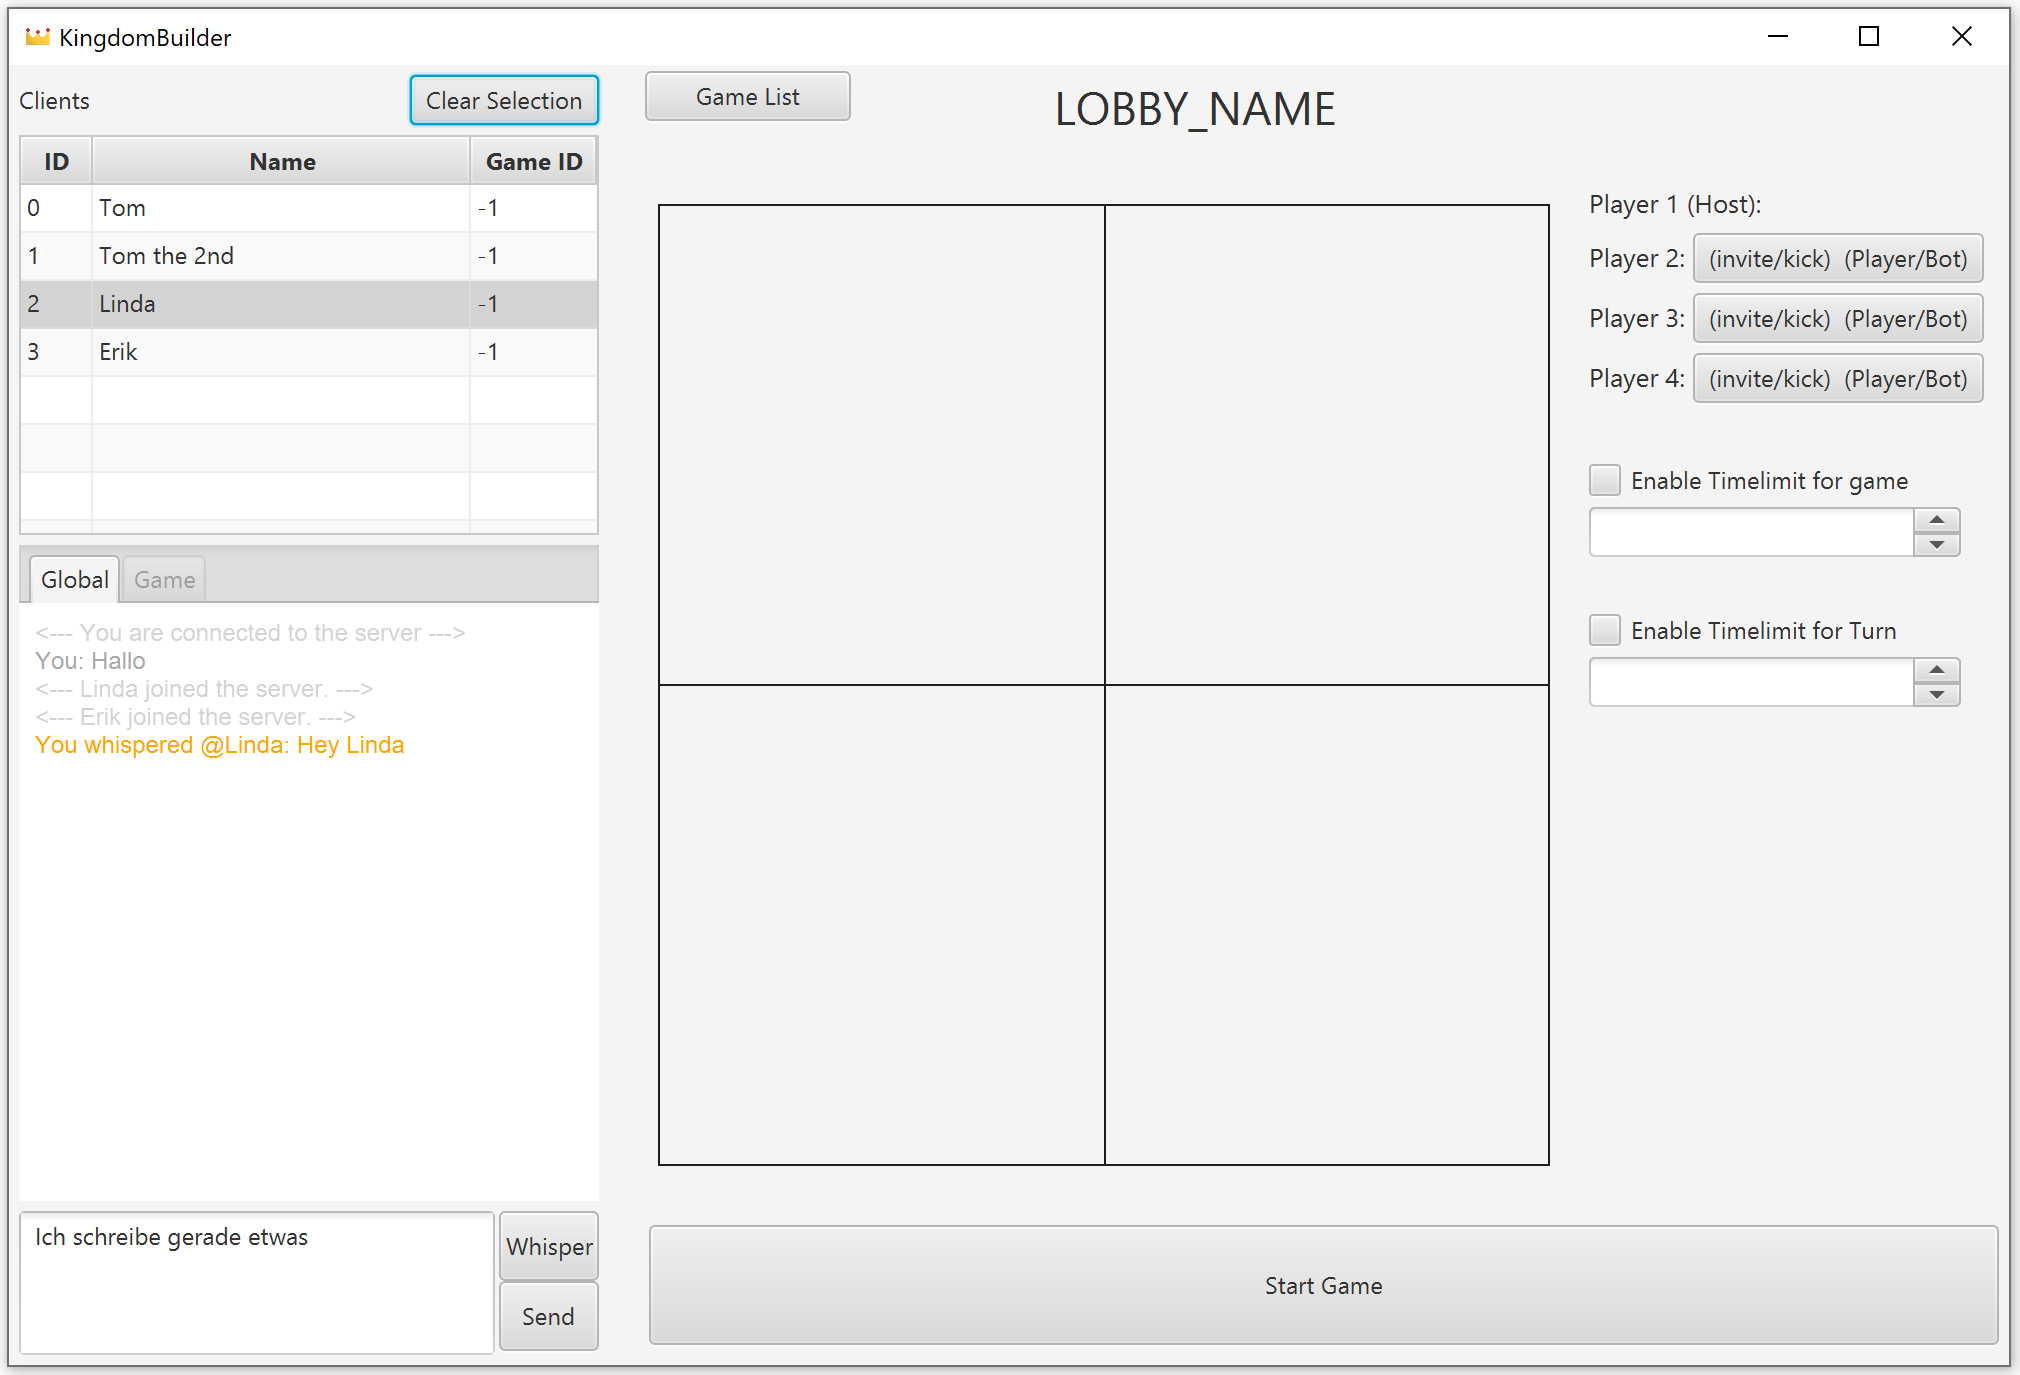 KingdomBuilder
Clients
Clear Selection
ID Name Game ID
0 Tom -1
1 Tom the 2nd -1
2 Linda -1
3 Erik -1
Global Game
<--- You are connected to the server --->
You: Hallo
<--- Linda joined the server. --->
<--- Erik joined the server. --->
You whispered @Linda: Hey Linda
Ich schreibe gerade etwas
Whisper
Send
Game List
LOBBY_NAME
Player 1 (Host):
Player 2: (invite/kick) (Player/Bot)
Player 3: (invite/kick) (Player/Bot)
Player 4: (invite/kick) (Player/Bot)
Enable Timelimit for game
Enable Timelimit for Turn
Start Game